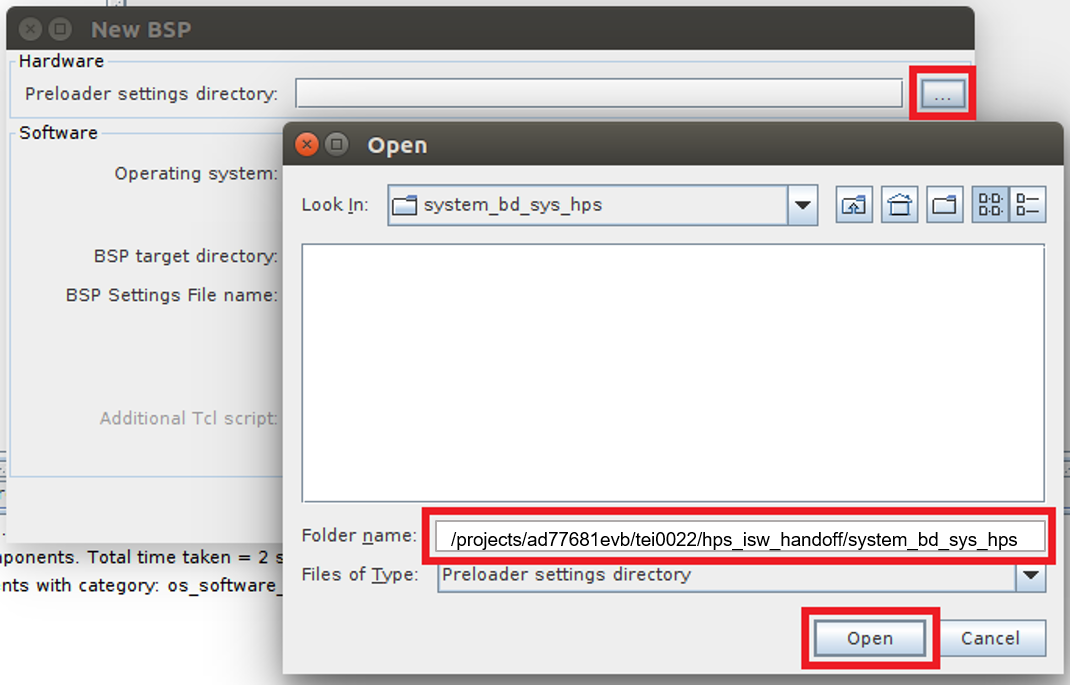 New BSP
Hardware
Preloader settings directory:
...
Software
Operating system:
BSP target directory:
BSP Settings File name:
Additional Tcl script:
Open
Look In:
system_bd_sys_hps
Folder name:
/projects/ad77681evb/tei0022/hps_isw_handoff/system_bd_sys_hps
Files of Type:
Preloader settings directory
Open
Cancel
ponents. Total time taken = 2 s
nts with category: os_software_